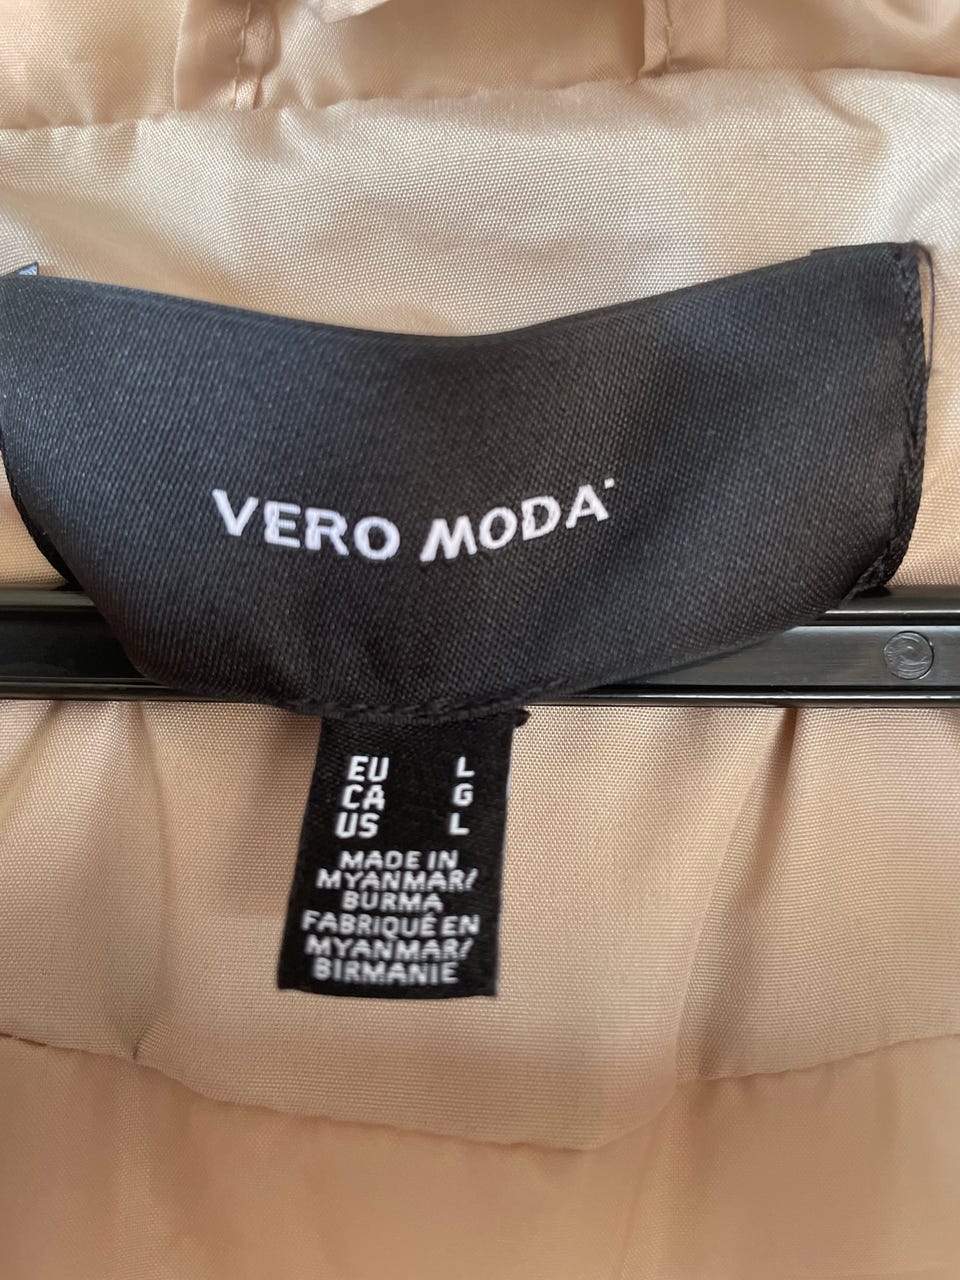 VERO MODA
EU L
CA G
US L
MADE IN
MYANMAR/
BURMA
FABRIQUÉ EN
MYANMAR/
BIRMANIE